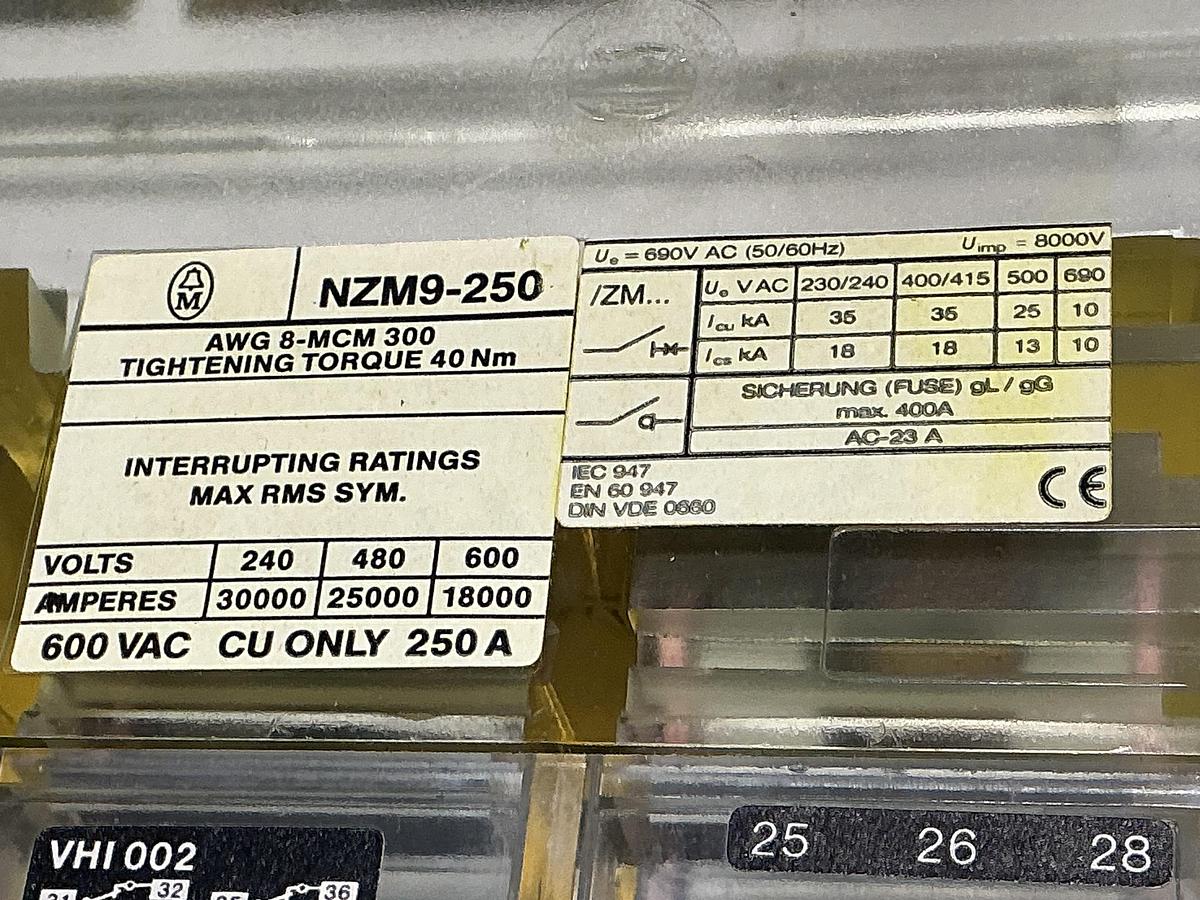 M
NZM9-250
AWG 8-MCM 300
TIGHTENING TORQUE 40 Nm
INTERRUPTING RATINGS
MAX RMS SYM.
VOLTS 240 480 600
AMPERES 30000 25000 18000
600 VAC CU ONLY 250 A
Ue = 690V AC (50/60Hz) Uimp = 8000V
/ZM... Ue V AC 230/240 400/415 500 690
Icu kA 35 35 25 10
Ics kA 18 18 13 10
SICHERUNG (FUSE) gL / gG
max. 400A
AC-23 A
IEC 947
EN 60 947
DIN VDE 0660
CE
VHI 002
31 32 35 36
25 26 28